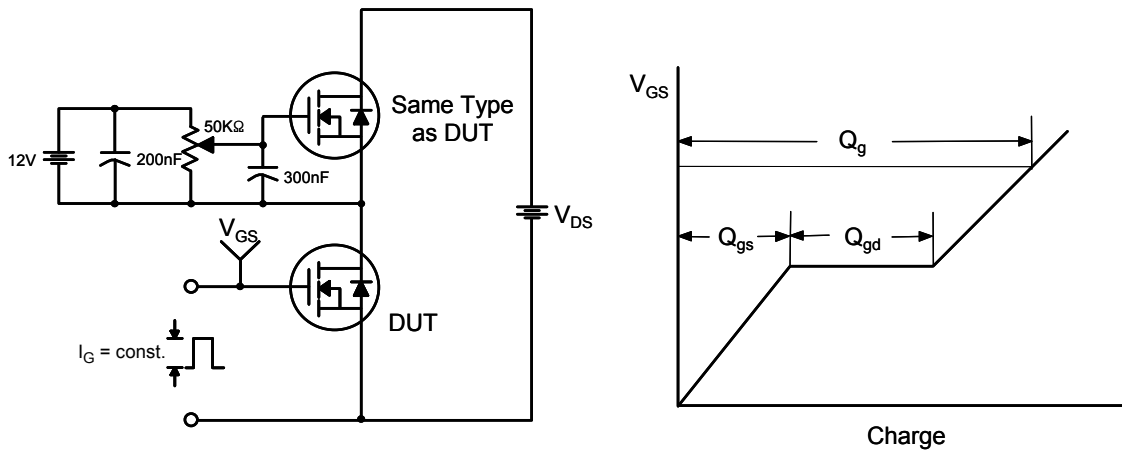 Same Type
as DUT
50KΩ
12V
200nF
300nF
V_GS
V_DS
DUT
I_G = const.
V_GS
Q_g
Q_gs
Q_gd
Charge